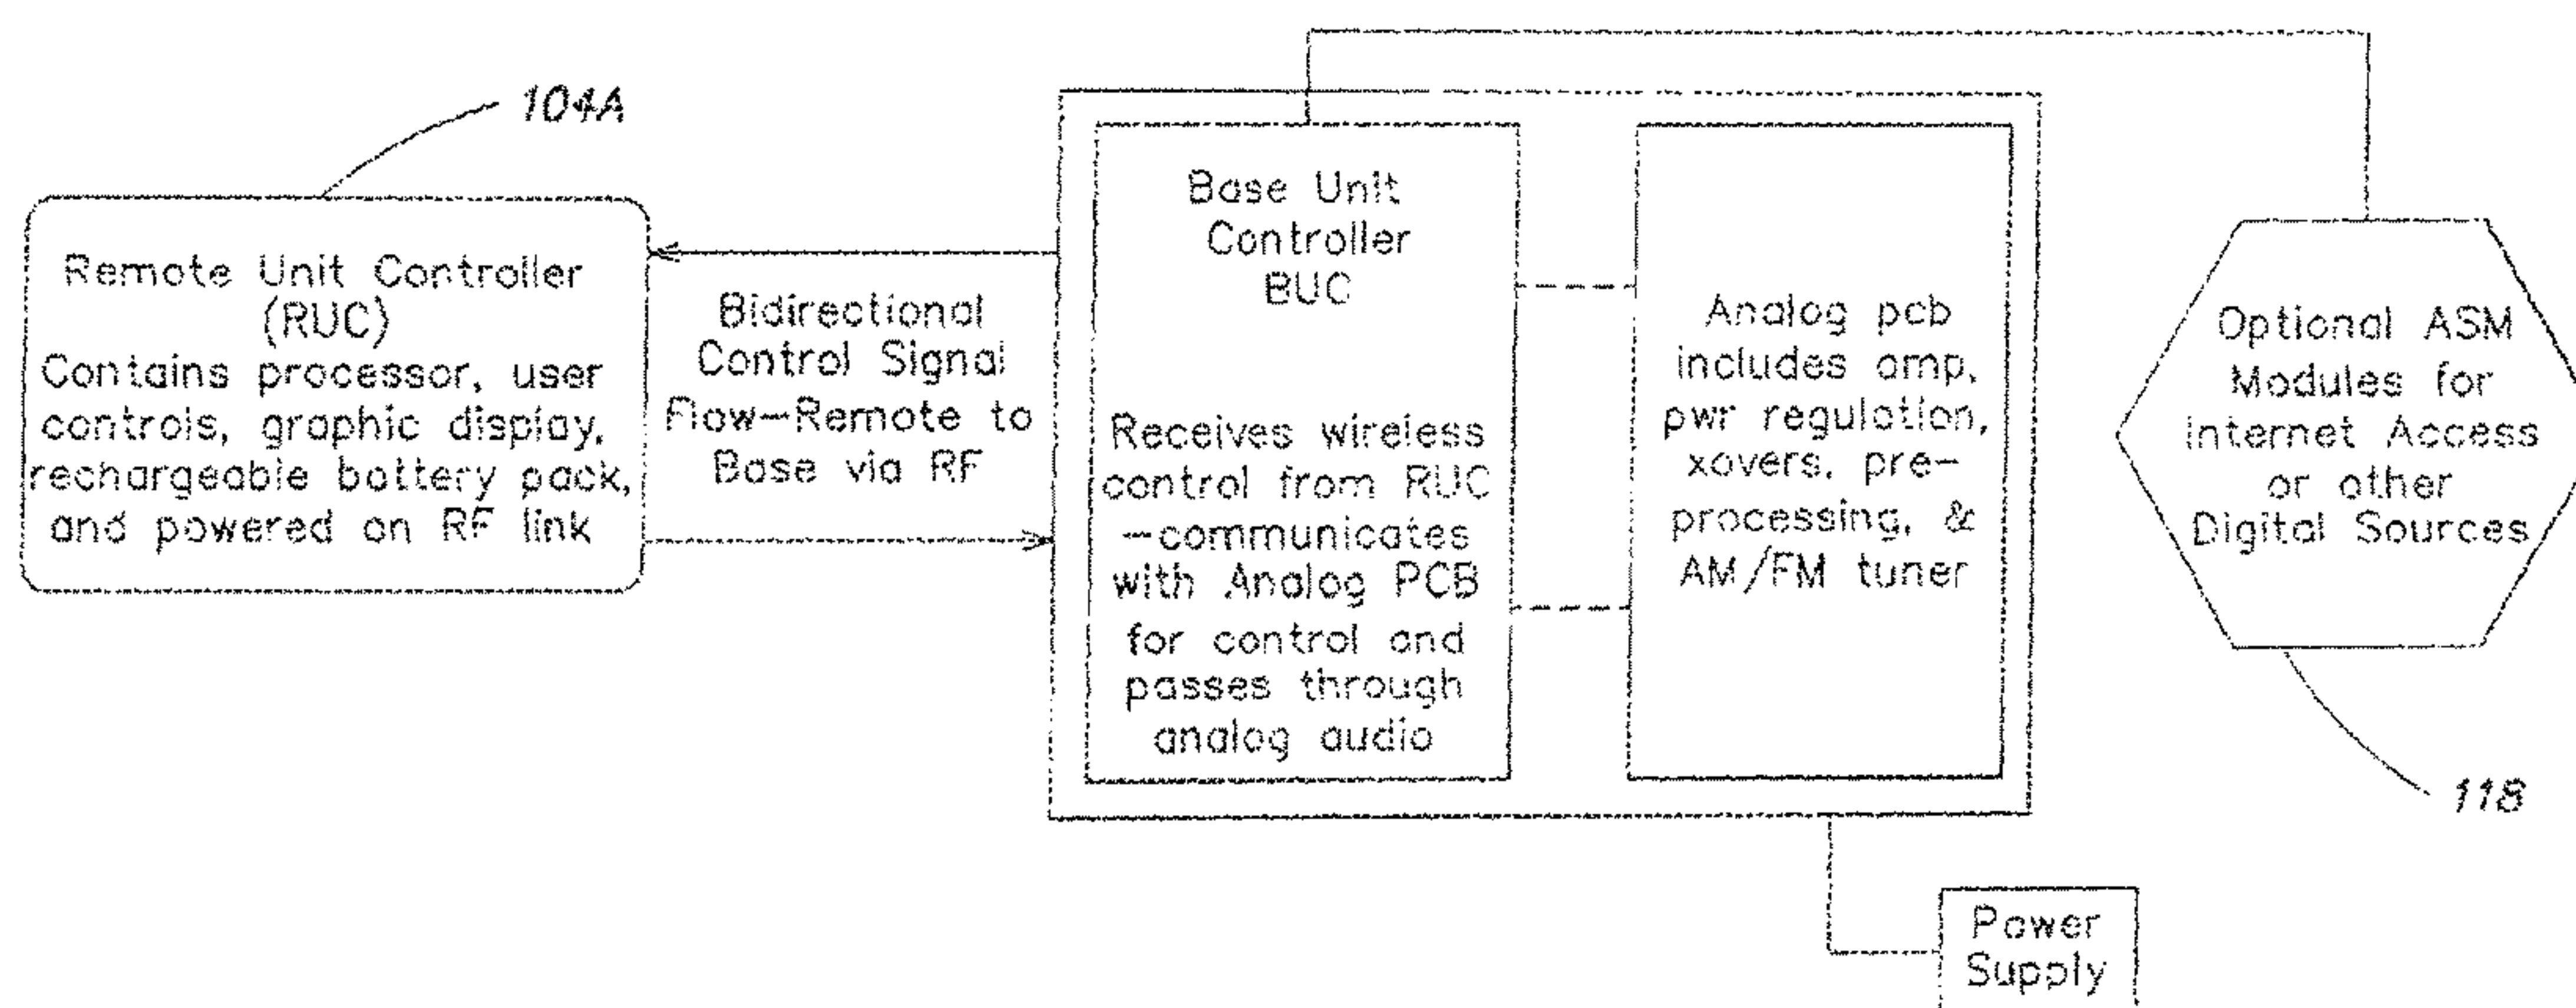 104A
Remote Unit Controller
(RUC)
Contains processor, user
controls, graphic display,
rechargeable battery pack,
and powered on RF link
Bidirectional
Control Signal
Flow—Remote to
Base via RF
Base Unit
Controller
BUC
Receives wireless
control from RUC
—communicates
with Analog PCB
for control and
passes through
analog audio
Analog pcb
includes amp,
pwr regulation,
xovers, pre-
processing, &
AM/FM tuner
Optional ASM
Modules for
Internet Access
or other
Digital Sources
118
Power
Supply